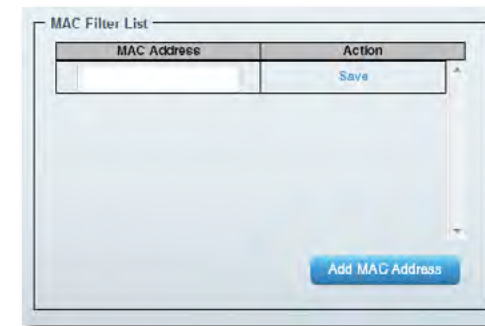 MAC Filter List
MAC Address Action
Save
Add MAC Address